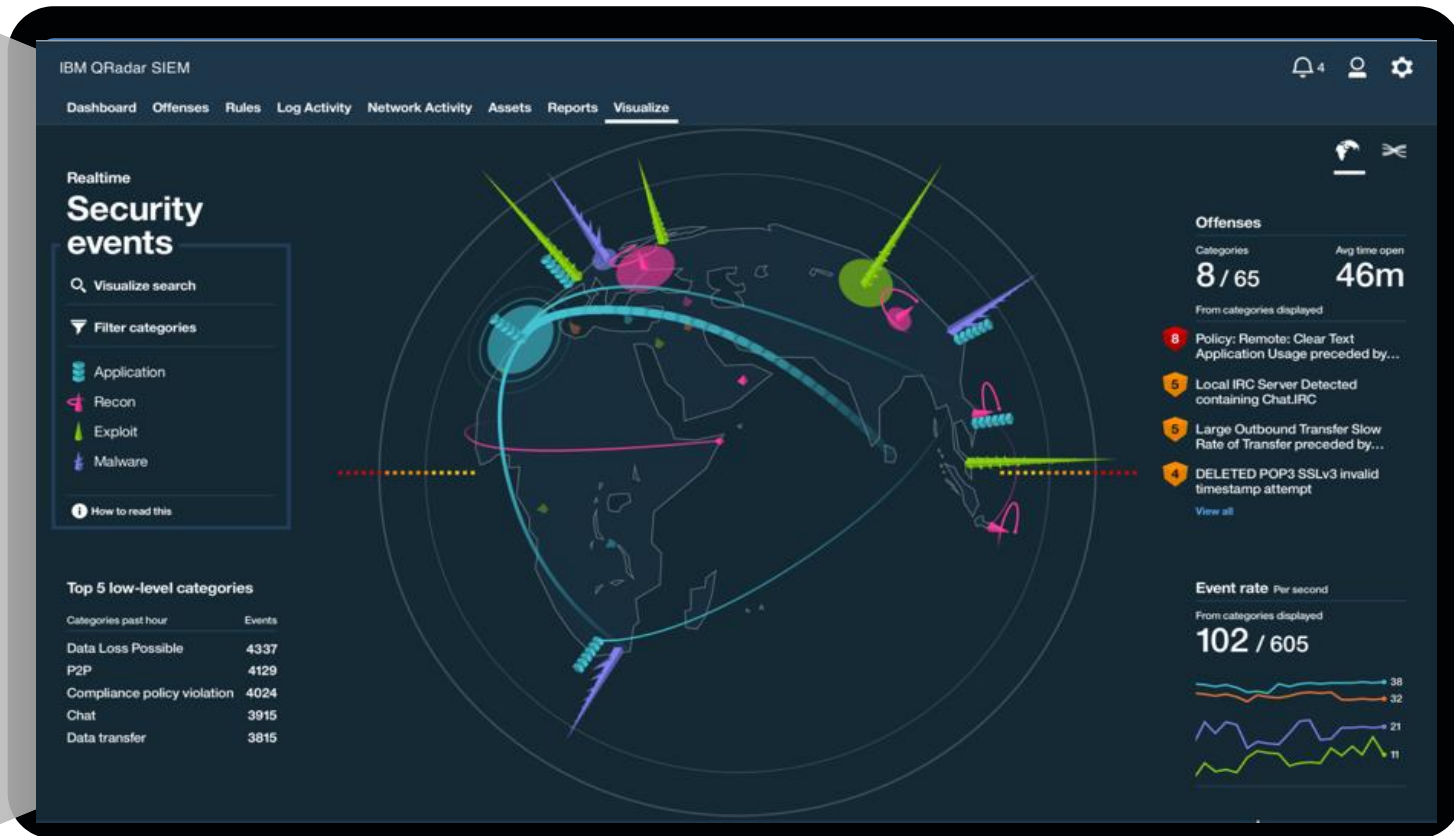 IBM QRadar SIEM
4
Dashboard Offenses Rules Log Activity Network Activity Assets Reports Visualize
Realtime
Security
events
Visualize search
Filter categories
Application
Recon
Exploit
Malware
i How to read this
Top 5 low-level categories
Categories past hour Events
Data Loss Possible 4337
P2P 4129
Compliance policy violation 4024
Chat 3915
Data transfer 3815
Offenses
Categories Avg time open
8 / 65 46m
From categories displayed
8 Policy: Remote: Clear Text
Application Usage preceded by...
5 Local IRC Server Detected
containing Chat.IRC
5 Large Outbound Transfer Slow
Rate of Transfer preceded by...
4 DELETED POP3 SSLv3 invalid
timestamp attempt
View all
Event rate Per second
From categories displayed
102 / 605
38
32
21
11